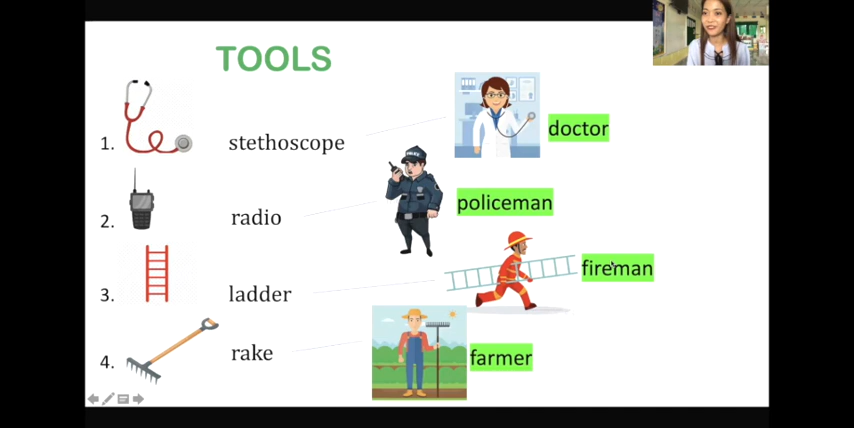 TOOLS
1. stethoscope doctor
2. radio policeman
3. ladder fireman
4. rake farmer